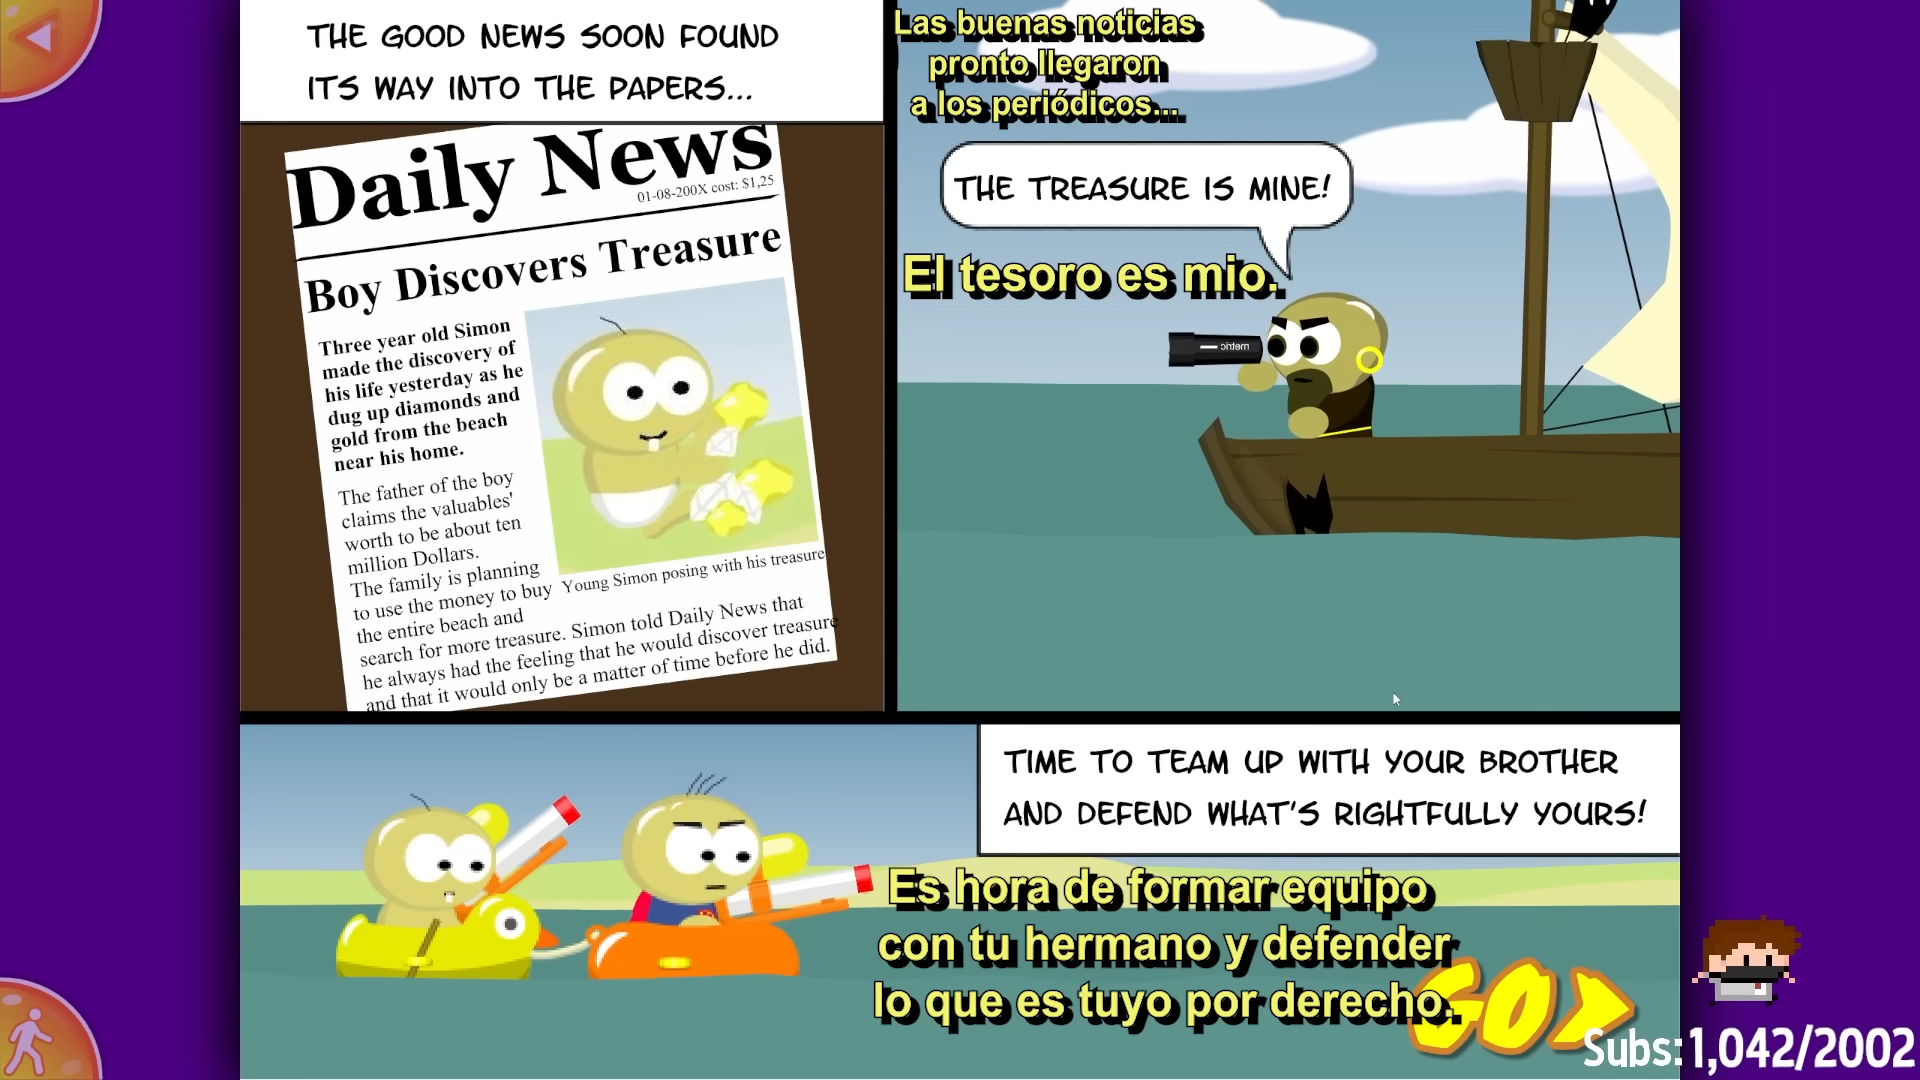 THE GOOD NEWS SOON FOUND
ITS WAY INTO THE PAPERS...
Daily News
01-08-200X cost: $1,25
Boy Discovers Treasure
Three year old Simon
made the discovery of
his life yesterday as he
dug up diamonds and
gold from the beach
near his home.
The father of the boy
claims the valuables'
worth to be about ten
million Dollars.
The family is planning
to use the money to buy
the entire beach and
search for more treasure. Simon told Daily News that
he always had the feeling that he would discover treasure
and that it would only be a matter of time before he did.
Young Simon posing with his treasure
Las buenas noticias
pronto llegaron
a los periódicos...
THE TREASURE IS MINE!
El tesoro es mio.
metric
TIME TO TEAM UP WITH YOUR BROTHER
AND DEFEND WHAT'S RIGHTFULLY YOURS!
Es hora de formar equipo
con tu hermano y defender
lo que es tuyo por derecho.
GO
Subs:1,042/2002